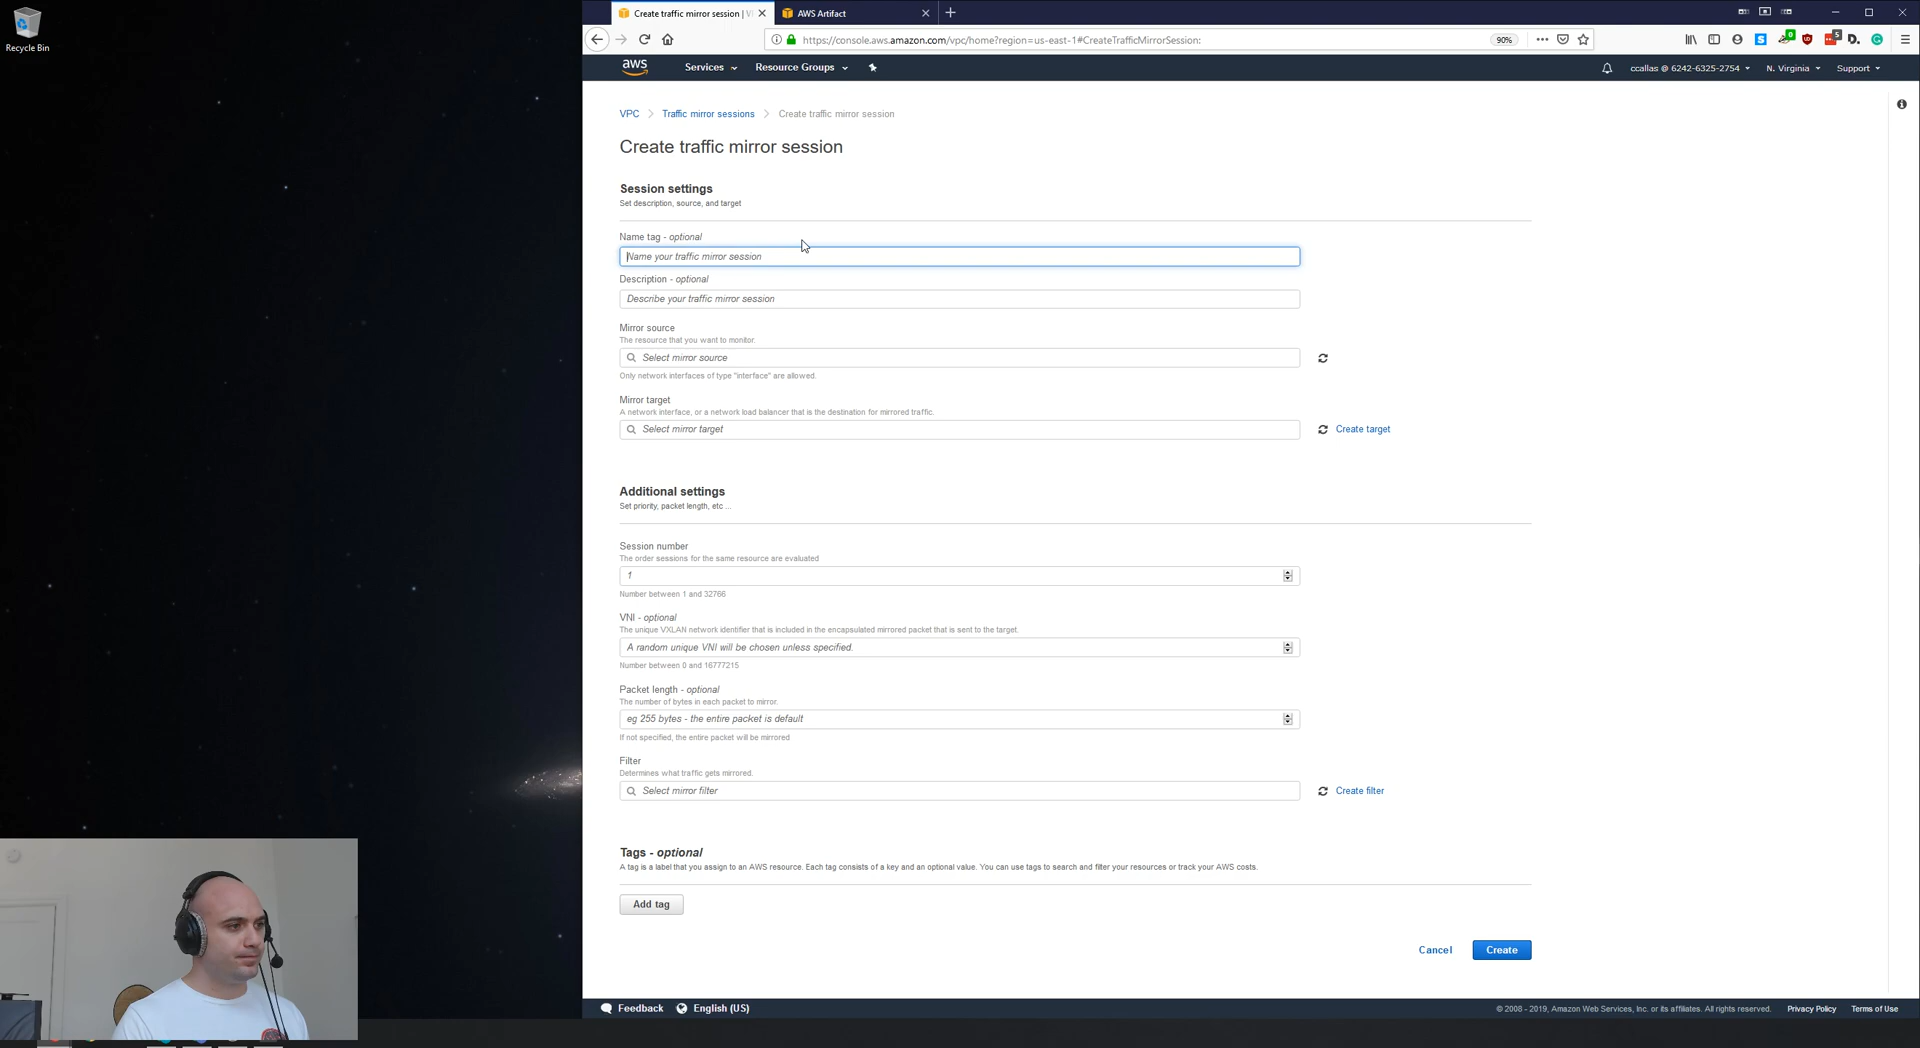 Recycle Bin
Create traffic mirror session | V
AWS Artifact
https://console.aws.amazon.com/vpc/home?region=us-east-1#CreateTrafficMirrorSession:
90%
0
5
aws
Services
Resource Groups
ccallas @ 6242-6325-2754
N. Virginia
Support
VPC
Traffic mirror sessions
Create traffic mirror session
Create traffic mirror session
Session settings
Set description, source, and target
Name tag - optional
Name your traffic mirror session
Description - optional
Describe your traffic mirror session
Mirror source
The resource that you want to monitor.
Select mirror source
Only network interfaces of type "interface" are allowed.
Mirror target
A network interface, or a network load balancer that is the destination for mirrored traffic.
Select mirror target
Create target
Additional settings
Set priority, packet length, etc ...
Session number
The order sessions for the same resource are evaluated
1
Number between 1 and 32766
VNI - optional
The unique VXLAN network identifier that is included in the encapsulated mirrored packet that is sent to the target.
A random unique VNI will be chosen unless specified.
Number between 0 and 16777215
Packet length - optional
The number of bytes in each packet to mirror.
eg 255 bytes - the entire packet is default
If not specified, the entire packet will be mirrored
Filter
Determines what traffic gets mirrored.
Select mirror filter
Create filter
Tags - optional
A tag is a label that you assign to an AWS resource. Each tag consists of a key and an optional value. You can use tags to search and filter your resources or track your AWS costs.
Add tag
Cancel
Create
Feedback
English (US)
© 2008 - 2019, Amazon Web Services, Inc. or its affiliates. All rights reserved.
Privacy Policy
Terms of Use